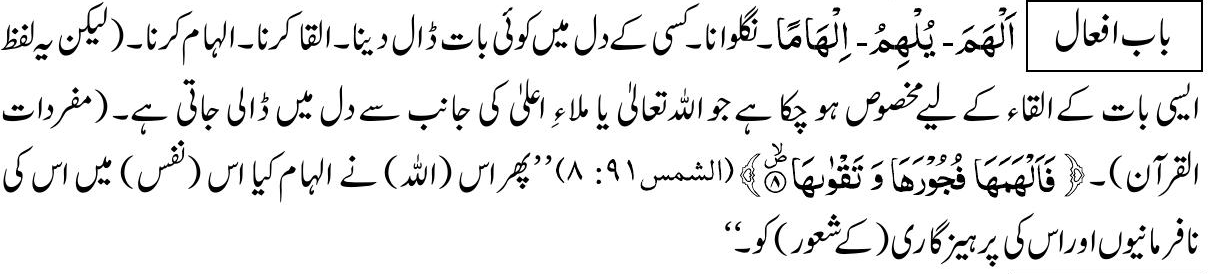 باب افعال اَلْهَمَ۔ يُلْهِمُ۔ اِلْهَامًا۔ نگلوانا۔ کسی کے دل میں کوئی بات ڈال دینا۔ القا کرنا۔ الہام کرنا۔ (لیکن یہ لفظ
ایسی بات کے القاء کے لیے مخصوص ہو چکا ہے جو اللہ تعالیٰ یا ملاءِ اعلیٰ کی جانب سے دل میں ڈالی جاتی ہے۔ (مفردات
القرآن)۔ ﴿فَاَلْهَمَهَا فُجُوْرَهَا وَ تَقْوٰىهَا۪ۙ۝۸﴾ (الشمس ۹۱: ۸) ’’پھر اس (اللہ) نے الہام کیا اس (نفس) میں اس کی
نافرمانیوں اور اس کی پرہیزگاری (کے شعور) کو۔‘‘